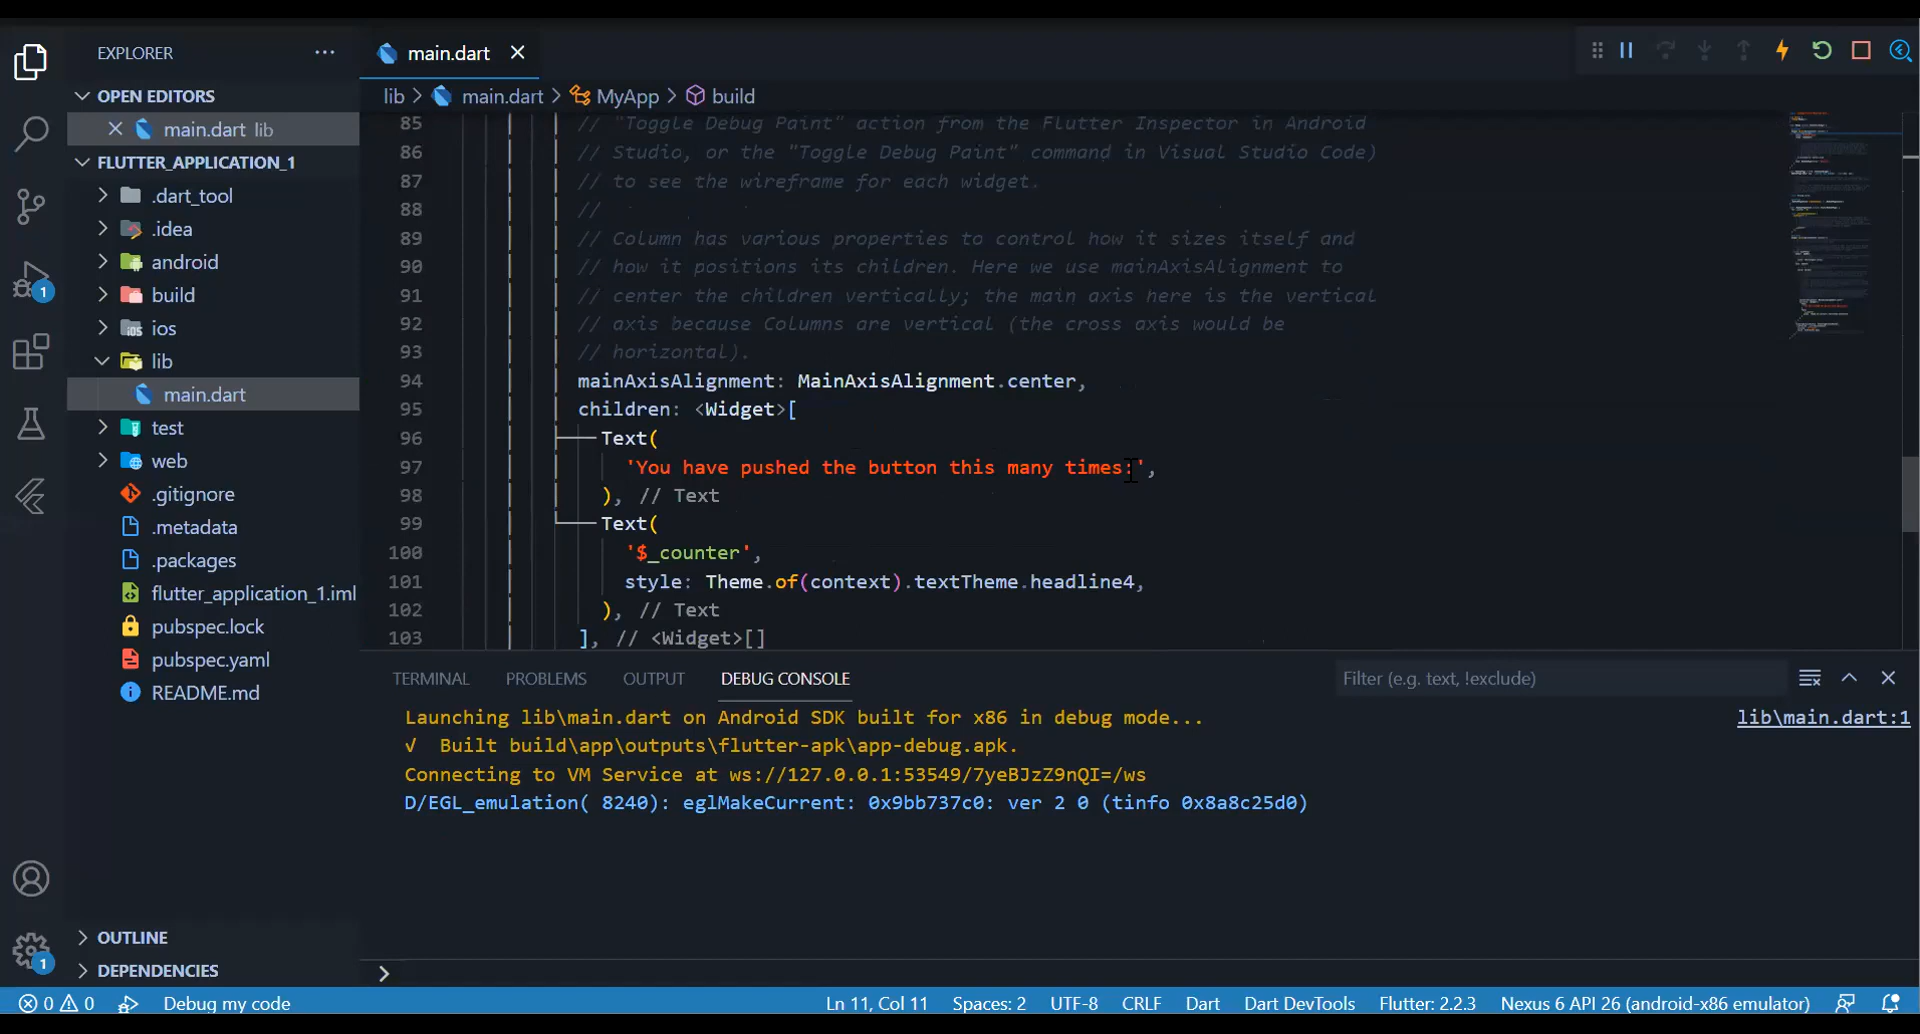 EXPLORER
main.dart
lib > main.dart > MyApp > build
OPEN EDITORS
main.dart lib
FLUTTER_APPLICATION_1
.dart_tool
.idea
android
build
ios
lib
main.dart
test
web
.gitignore
.metadata
.packages
flutter_application_1.iml
pubspec.lock
pubspec.yaml
README.md
OUTLINE
DEPENDENCIES
1
1
85 // "Toggle Debug Paint" action from the Flutter Inspector in Android
86 // Studio, or the "Toggle Debug Paint" command in Visual Studio Code)
87 // to see the wireframe for each widget.
88 //
89 // Column has various properties to control how it sizes itself and
90 // how it positions its children. Here we use mainAxisAlignment to
91 // center the children vertically; the main axis here is the vertical
92 // axis because Columns are vertical (the cross axis would be
93 // horizontal).
94 mainAxisAlignment: MainAxisAlignment.center,
95 children: <Widget>[
96 Text(
97 'You have pushed the button this many times:',
98 ), // Text
99 Text(
100 '$_counter',
101 style: Theme.of(context).textTheme.headline4,
102 ), // Text
103 ], // <Widget>[]
TERMINAL PROBLEMS OUTPUT DEBUG CONSOLE Filter (e.g. text, !exclude)
Launching lib\main.dart on Android SDK built for x86 in debug mode... lib\main.dart:1
√ Built build\app\outputs\flutter-apk\app-debug.apk.
Connecting to VM Service at ws://127.0.0.1:53549/7yeBJzZ9nQI=/ws
D/EGL_emulation( 8240): eglMakeCurrent: 0x9bb737c0: ver 2 0 (tinfo 0x8a8c25d0)
>
0 0 Debug my code Ln 11, Col 11 Spaces: 2 UTF-8 CRLF Dart Dart DevTools Flutter: 2.2.3 Nexus 6 API 26 (android-x86 emulator)